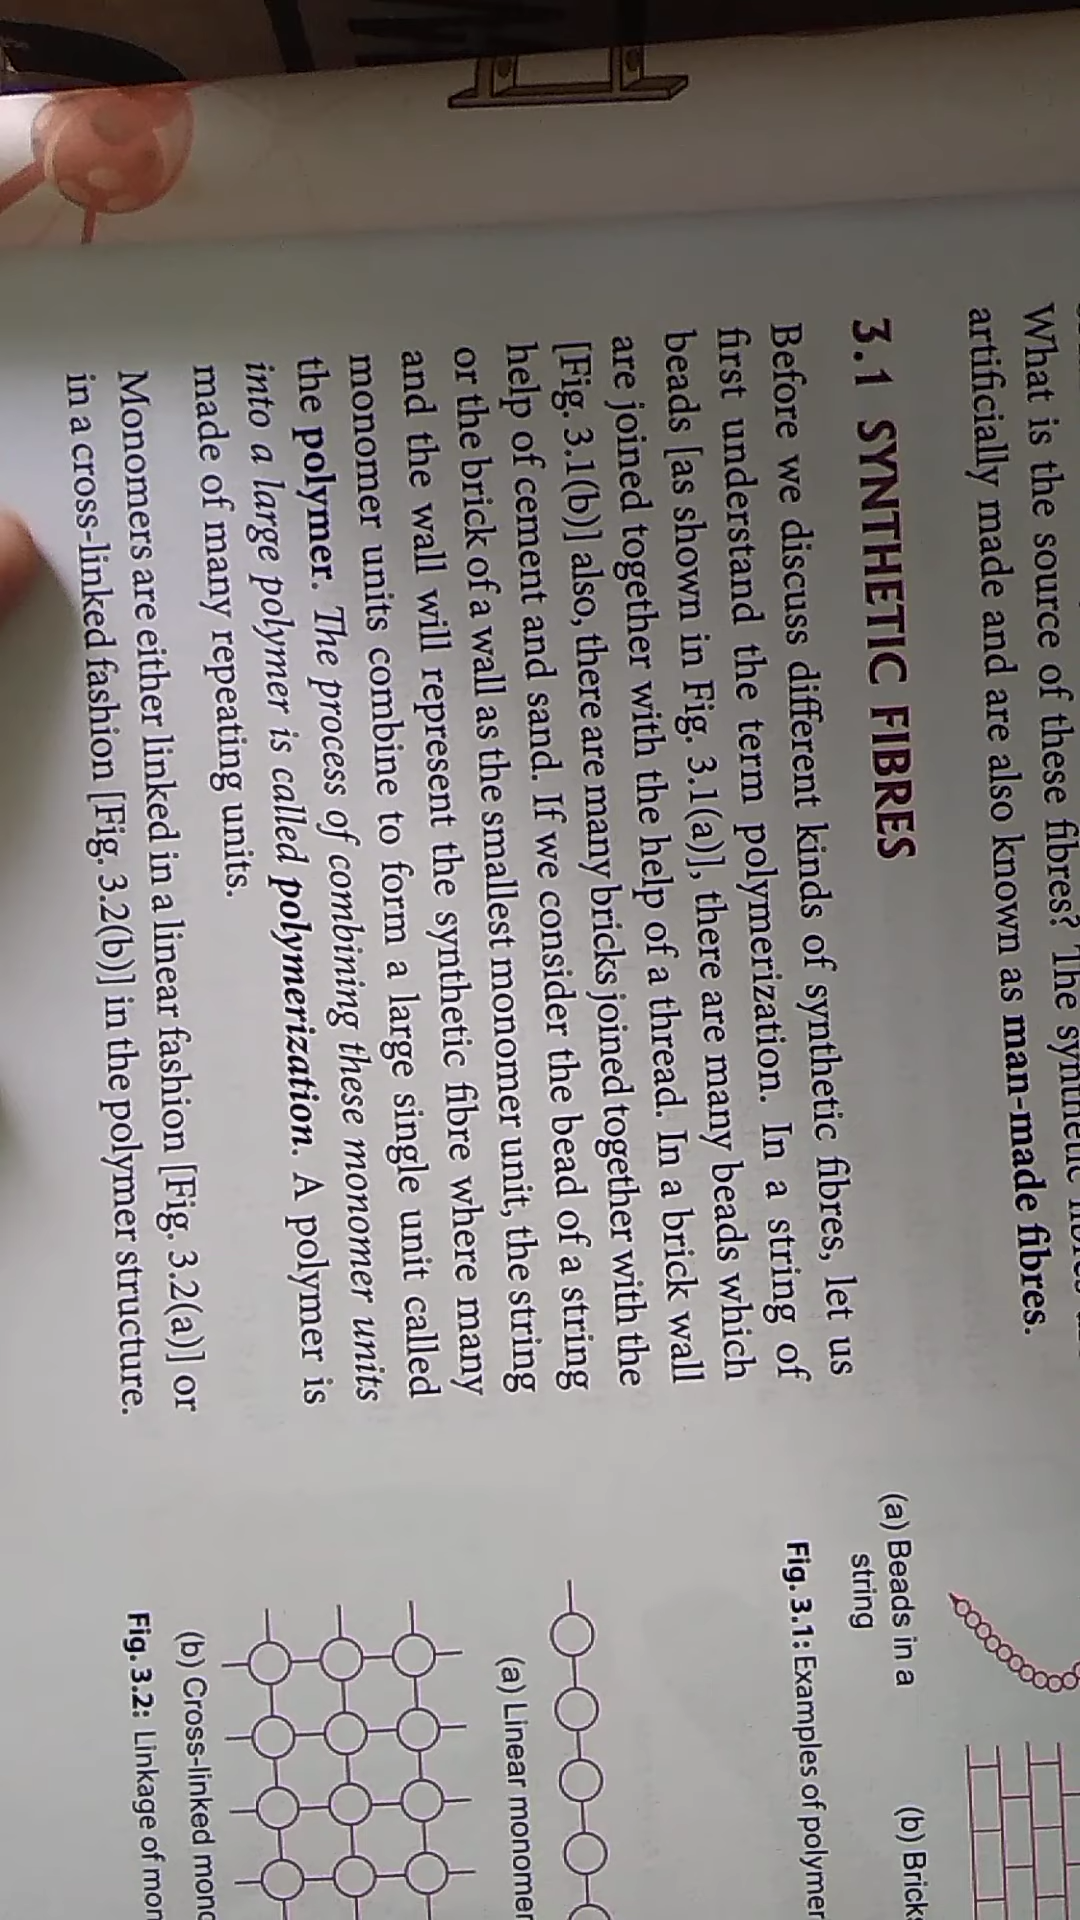 What is the source of these fibres? The synthetic
artificially made and are also known as man-made fibres.
3.1 SYNTHETIC FIBRES
Before we discuss different kinds of synthetic fibres, let us
first understand the term polymerization. In a string of
beads [as shown in Fig. 3.1(a)], there are many beads which
are joined together with the help of a thread. In a brick wall
[Fig. 3.1(b)] also, there are many bricks joined together with the
help of cement and sand. If we consider the bead of a string
or the brick of a wall as the smallest monomer unit, the string
and the wall will represent the synthetic fibre where many
monomer units combine to form a large single unit called
the polymer. The process of combining these monomer units
into a large polymer is called polymerization. A polymer is
made of many repeating units.
Monomers are either linked in a linear fashion [Fig. 3.2(a)] or
in a cross-linked fashion [Fig. 3.2(b)] in the polymer structure.
(a) Beads in a
string
(b) Bricks
Fig. 3.1: Examples of polymer
(a) Linear monomer
(b) Cross-linked
Fig. 3.2: Linkage of